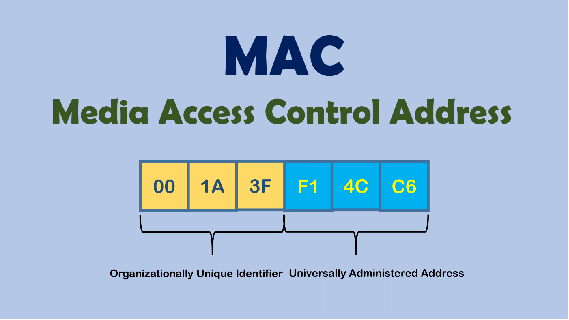 MAC
Media Access Control Address
00 1A 3F F1 4C C6
Organizationally Unique Identifier Universally Administered Address